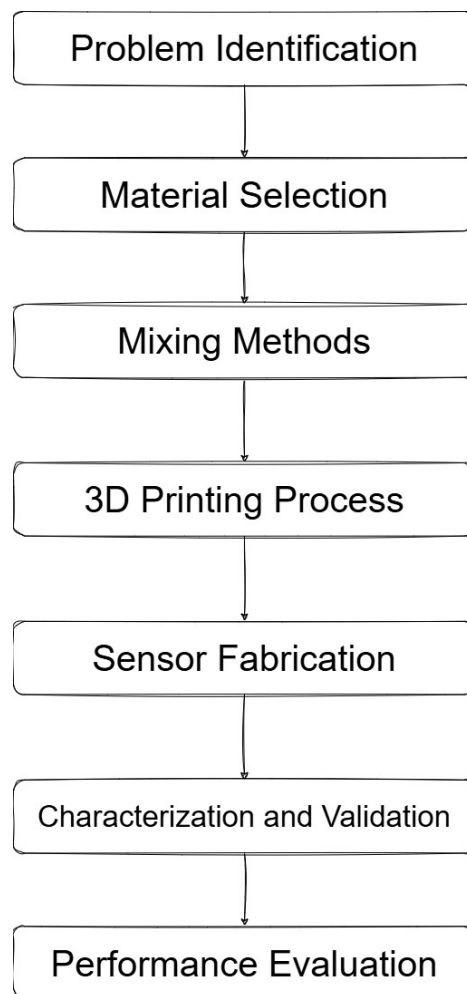 Problem Identification
Material Selection
Mixing Methods
3D Printing Process
Sensor Fabrication
Characterization and Validation
Performance Evaluation